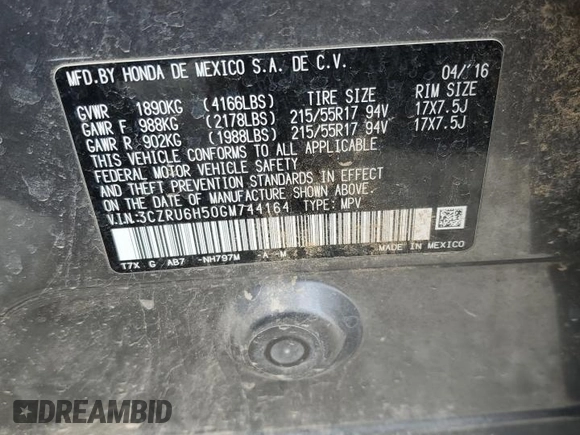 MFD.BY HONDA DE MEXICO S.A. DE C.V. 04/16
GVWR 1890KG (4166LBS) TIRE SIZE RIM SIZE
GAWR F 988KG (2178LBS) 215/55R17 94V 17X7.5J
GAWR R 902KG (1988LBS) 215/55R17 94V 17X7.5J
THIS VEHICLE CONFORMS TO ALL APPLICABLE
FEDERAL MOTOR VEHICLE SAFETY
AND THEFT PREVENTION STANDARDS IN EFFECT
ON THE DATE OF MANUFACTURE SHOWN ABOVE.
V.I.N:3CZRU6H50GM744164 TYPE: MPV
T7X G AB7 -NH797M -A -M MADE IN MEXICO
DREAMBID